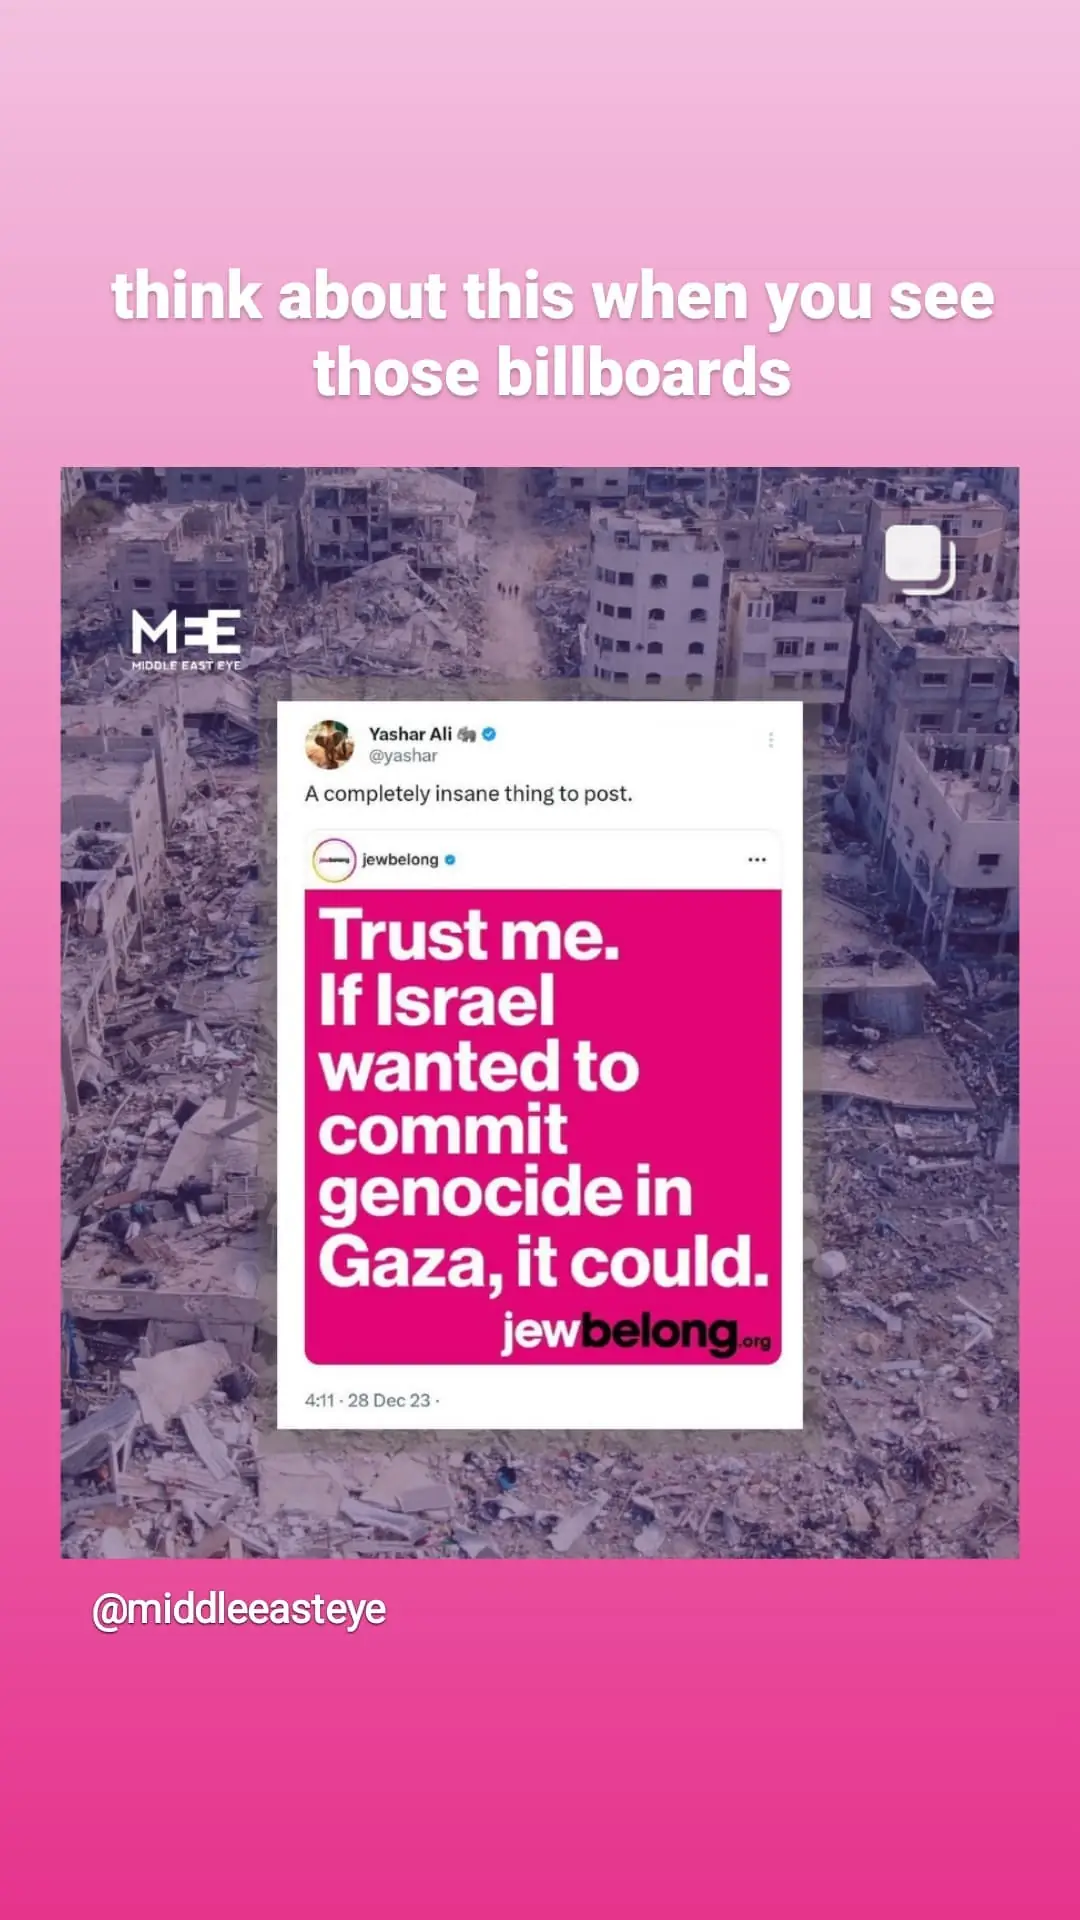 think about this when you see
those billboards
MEE
MIDDLE EAST EYE
Yashar Ali
@yashar
A completely insane thing to post.
jewbelong
jewbelong
Trust me.
If Israel
wanted to
commit
genocide in
Gaza, it could.
jewbelong.org
4:11 · 28 Dec 23 ·
@middleeasteye